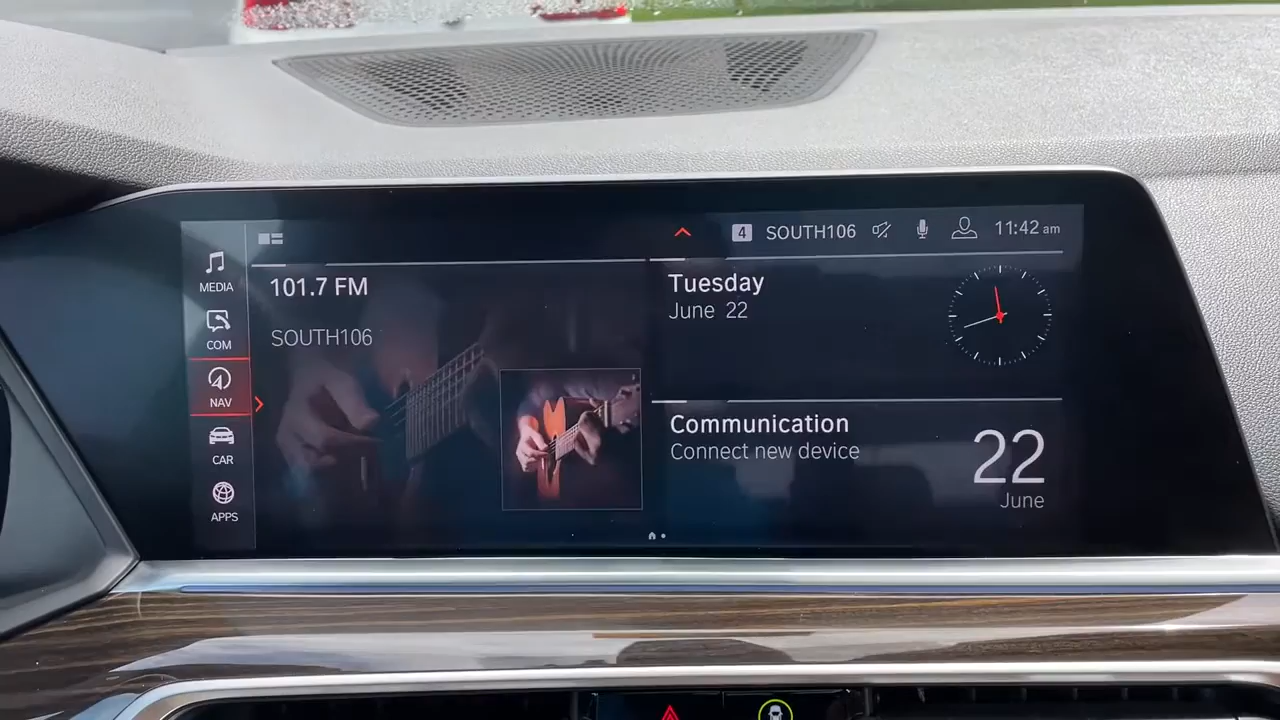 4 SOUTH106 11:42 am
MEDIA
COM
NAV
CAR
APPS
101.7 FM
SOUTH106
Tuesday
June 22
Communication
Connect new device
22
June